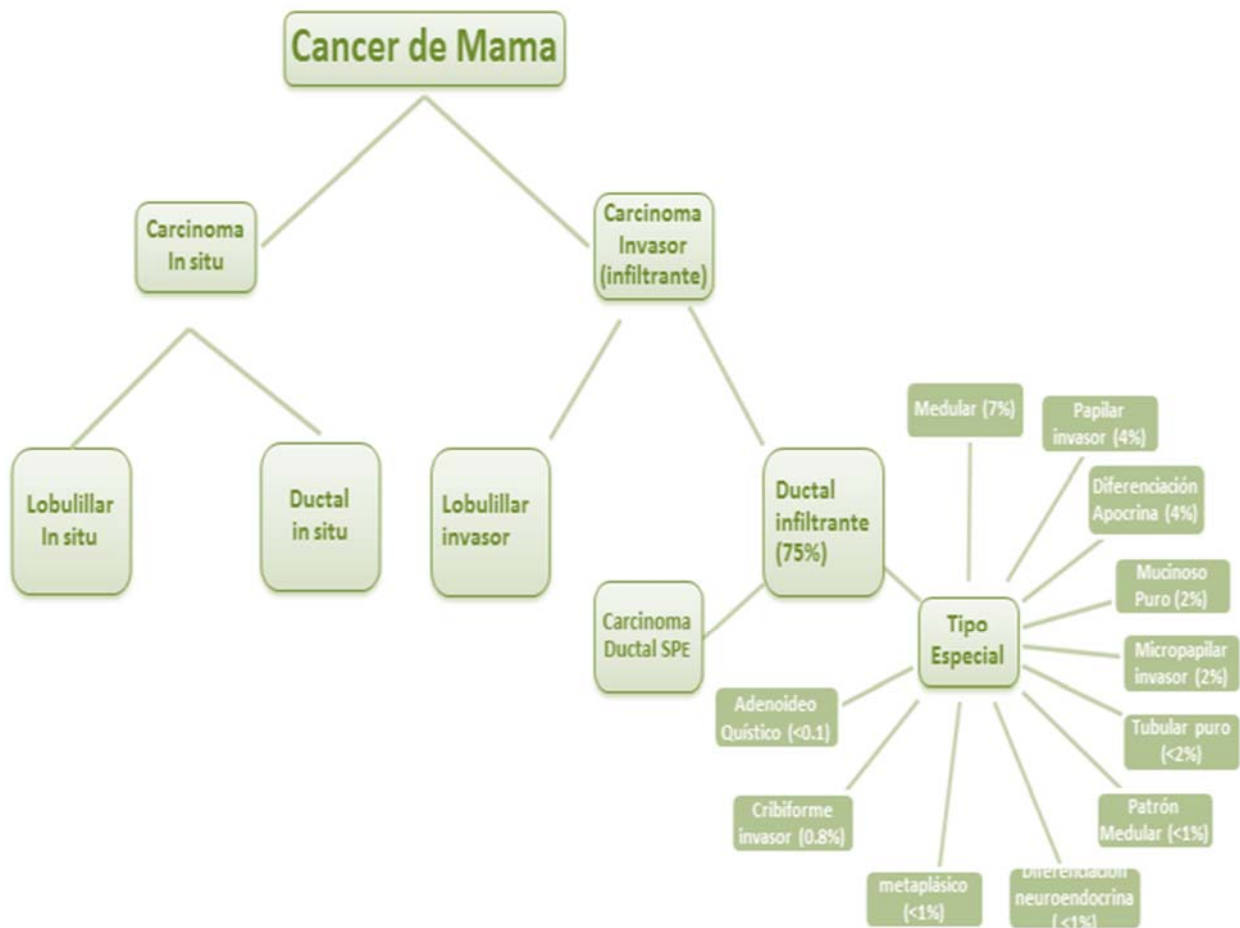 Cancer de Mama
Carcinoma
In situ
Carcinoma
Invasor
(infiltrante)
Lobulillar
In situ
Ductal
in situ
Lobulillar
invasor
Ductal
infiltrante
(75%)
Carcinoma
Ductal SPE
Tipo
Especial
Medular (7%)
Papilar
invasor (4%)
Diferenciación
Apocrina (4%)
Mucinoso
Puro (2%)
Micropapilar
invasor (2%)
Tubular puro
(<2%)
Patrón
Medular (<1%)
Diferenciación
neuroendocrina
(<1%)
metaplásico
(<1%)
Cribiforme
invasor (0.8%)
Adenoideo
Quístico (<0.1)